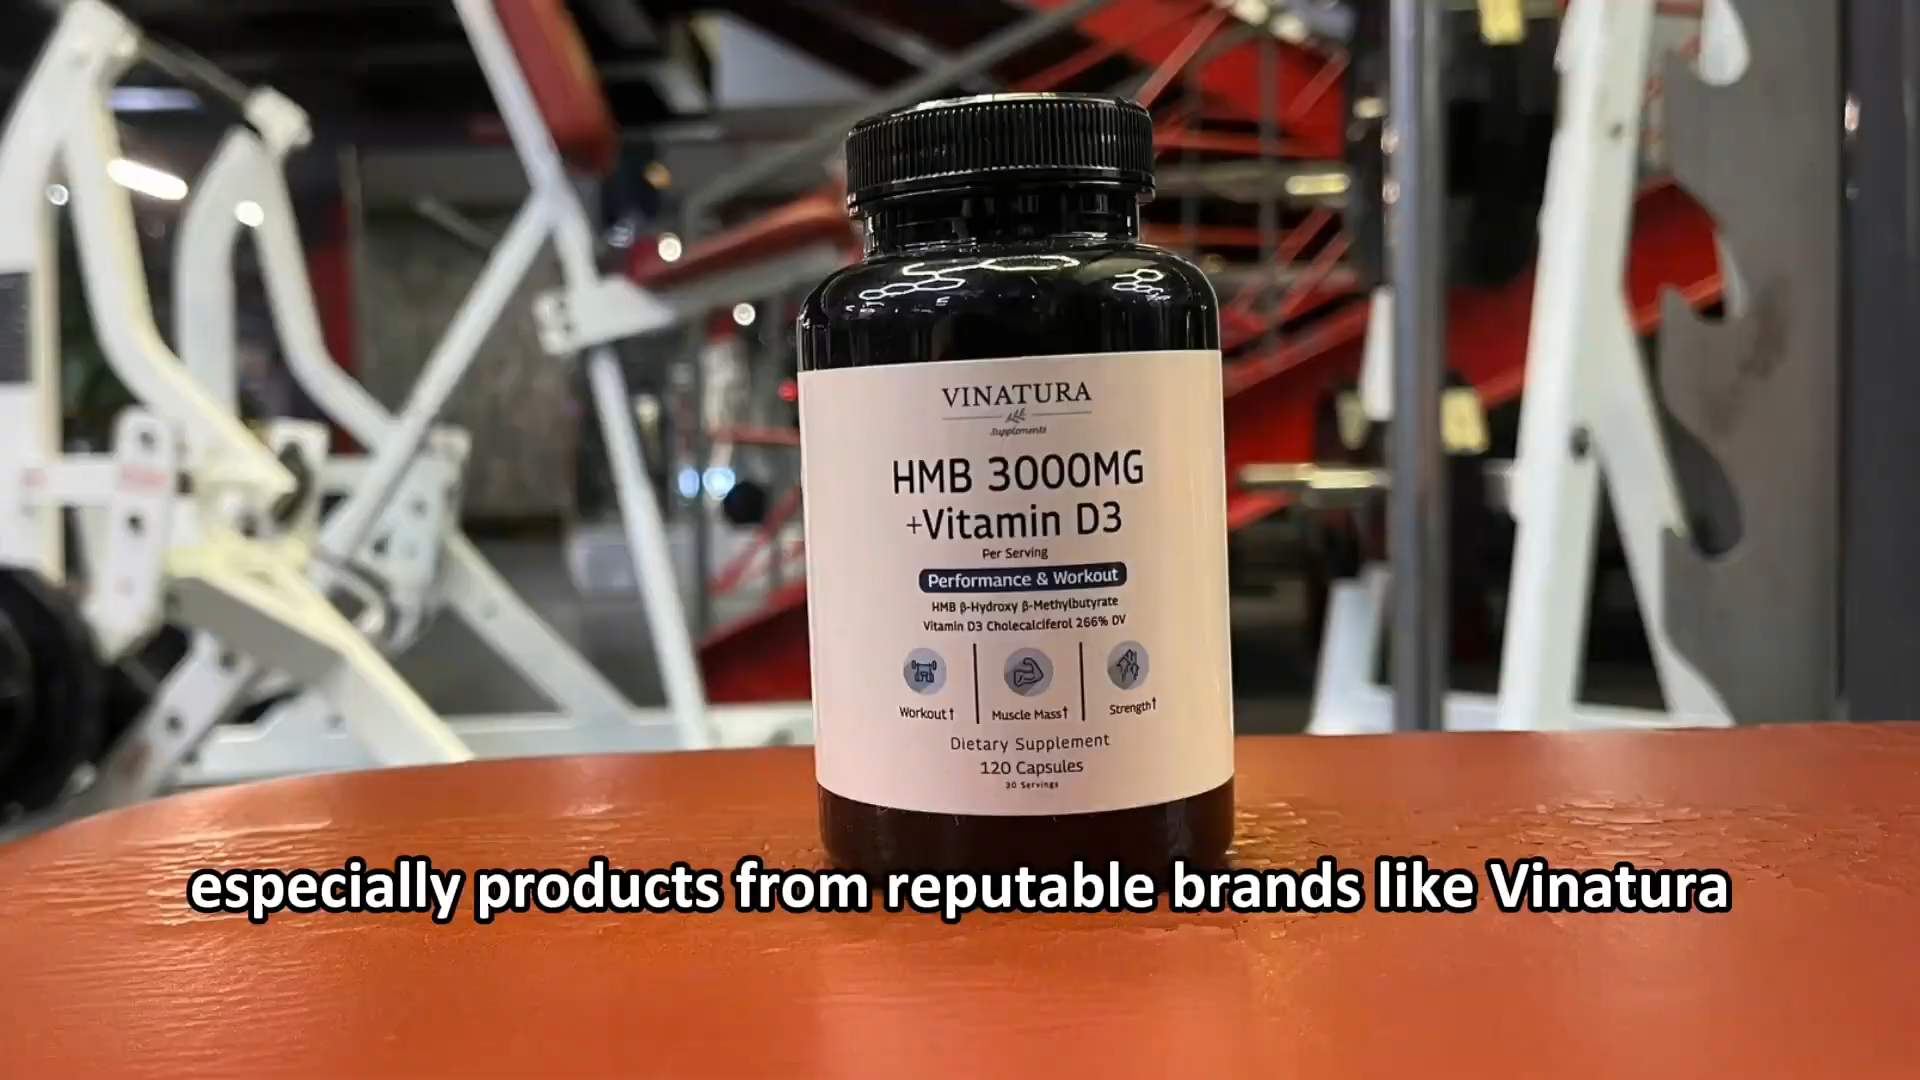 VINATURA
Supplements
HMB 3000MG
+Vitamin D3
Per Serving
Performance & Workout
HMB β-Hydroxy β-Methylbutyrate
Vitamin D3 Cholecalciferol 266% DV
Workout↑
Muscle Mass↑
Strength↑
Dietary Supplement
120 Capsules
30 Servings
especially products from reputable brands like Vinatura